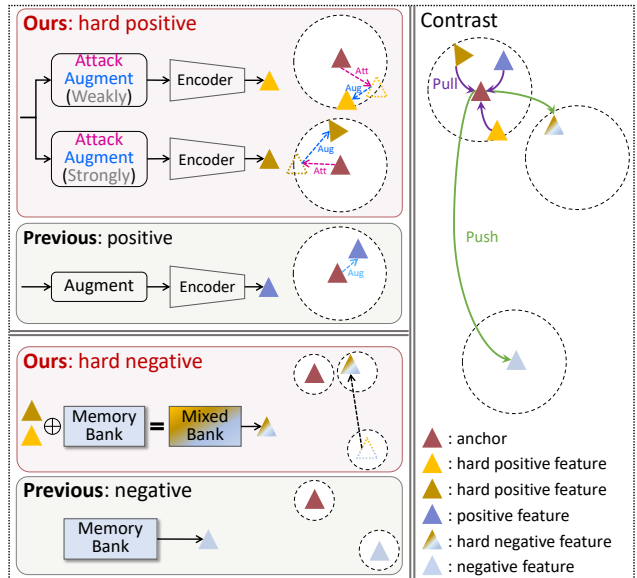 Ours: hard positive
Attack
Augment
(Weakly)
Encoder
Att
Aug
Attack
Augment
(Strongly)
Encoder
Aug
Att
Previous: positive
Augment
Encoder
Aug
Ours: hard negative
Memory
Bank
=
Mixed
Bank
Previous: negative
Memory
Bank
Contrast
Pull
Push
: anchor
: hard positive feature
: hard positive feature
: positive feature
: hard negative feature
: negative feature